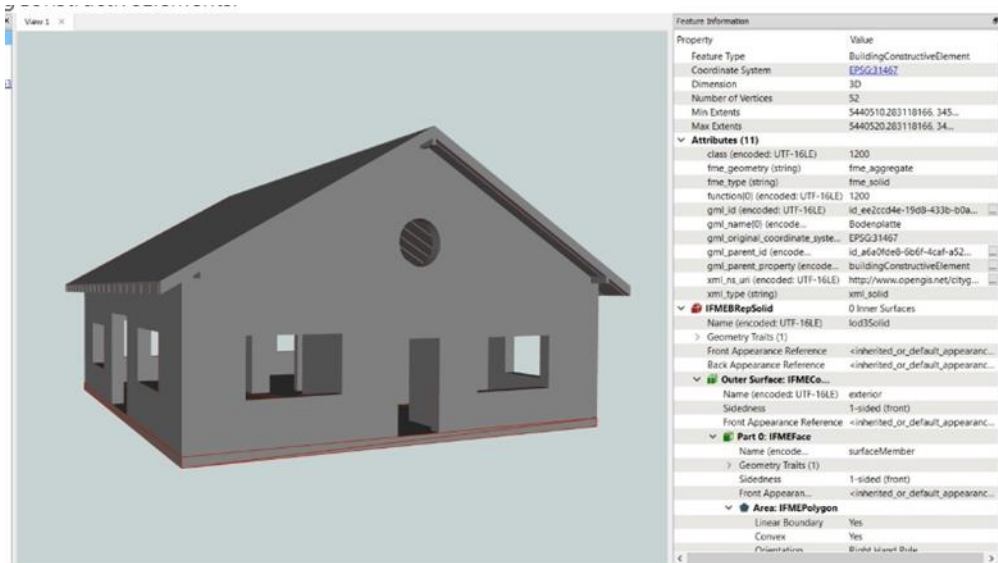 View 1 ×
Feature Information
Property Value
Feature Type BuildingConstructiveElement
Coordinate System EPSG:31467
Dimension 3D
Number of Vertices 52
Min Extents 5440510.283118166, 345...
Max Extents 5440520.283118166, 34...
Attributes (11)
class (encoded: UTF-16LE) 1200
fme_geometry (string) fme_aggregate
fme_type (string) fme_solid
function{0} (encoded: UTF-16LE) 1200
gml_id (encoded: UTF-16LE) id_ee2ccd4e-19d8-433b-b0a... ...
gml_name{0} (encode... Bodenplatte
gml_original_coordinate_syste... EPSG:31467
gml_parent_id (encode... id_a6a0fde8-6b6f-4caf-a52... ...
gml_parent_property (encode... buildingConstructiveElement ...
xml_ns_uri (encoded: UTF-16LE) http://www.opengis.net/cityg... ...
xml_type (string) xml_solid
IFMEBRepSolid 0 Inner Surfaces
Name (encoded: UTF-16LE) lod3Solid
Geometry Traits (1)
Front Appearance Reference <inherited_or_default_appearanc...
Back Appearance Reference <inherited_or_default_appearanc...
Outer Surface: IFMECo...
Name (encoded: UTF-16LE) exterior
Sidedness 1-sided (front)
Front Appearance Reference <inherited_or_default_appearanc...
Part 0: IFMEFace
Name (encode... surfaceMember
Geometry Traits (1)
Sidedness 1-sided (front)
Front Appearan... <inherited_or_default_appearanc...
Area: IFMEPolygon
Linear Boundary Yes
Convex Yes
Orientation Right Hand Rule